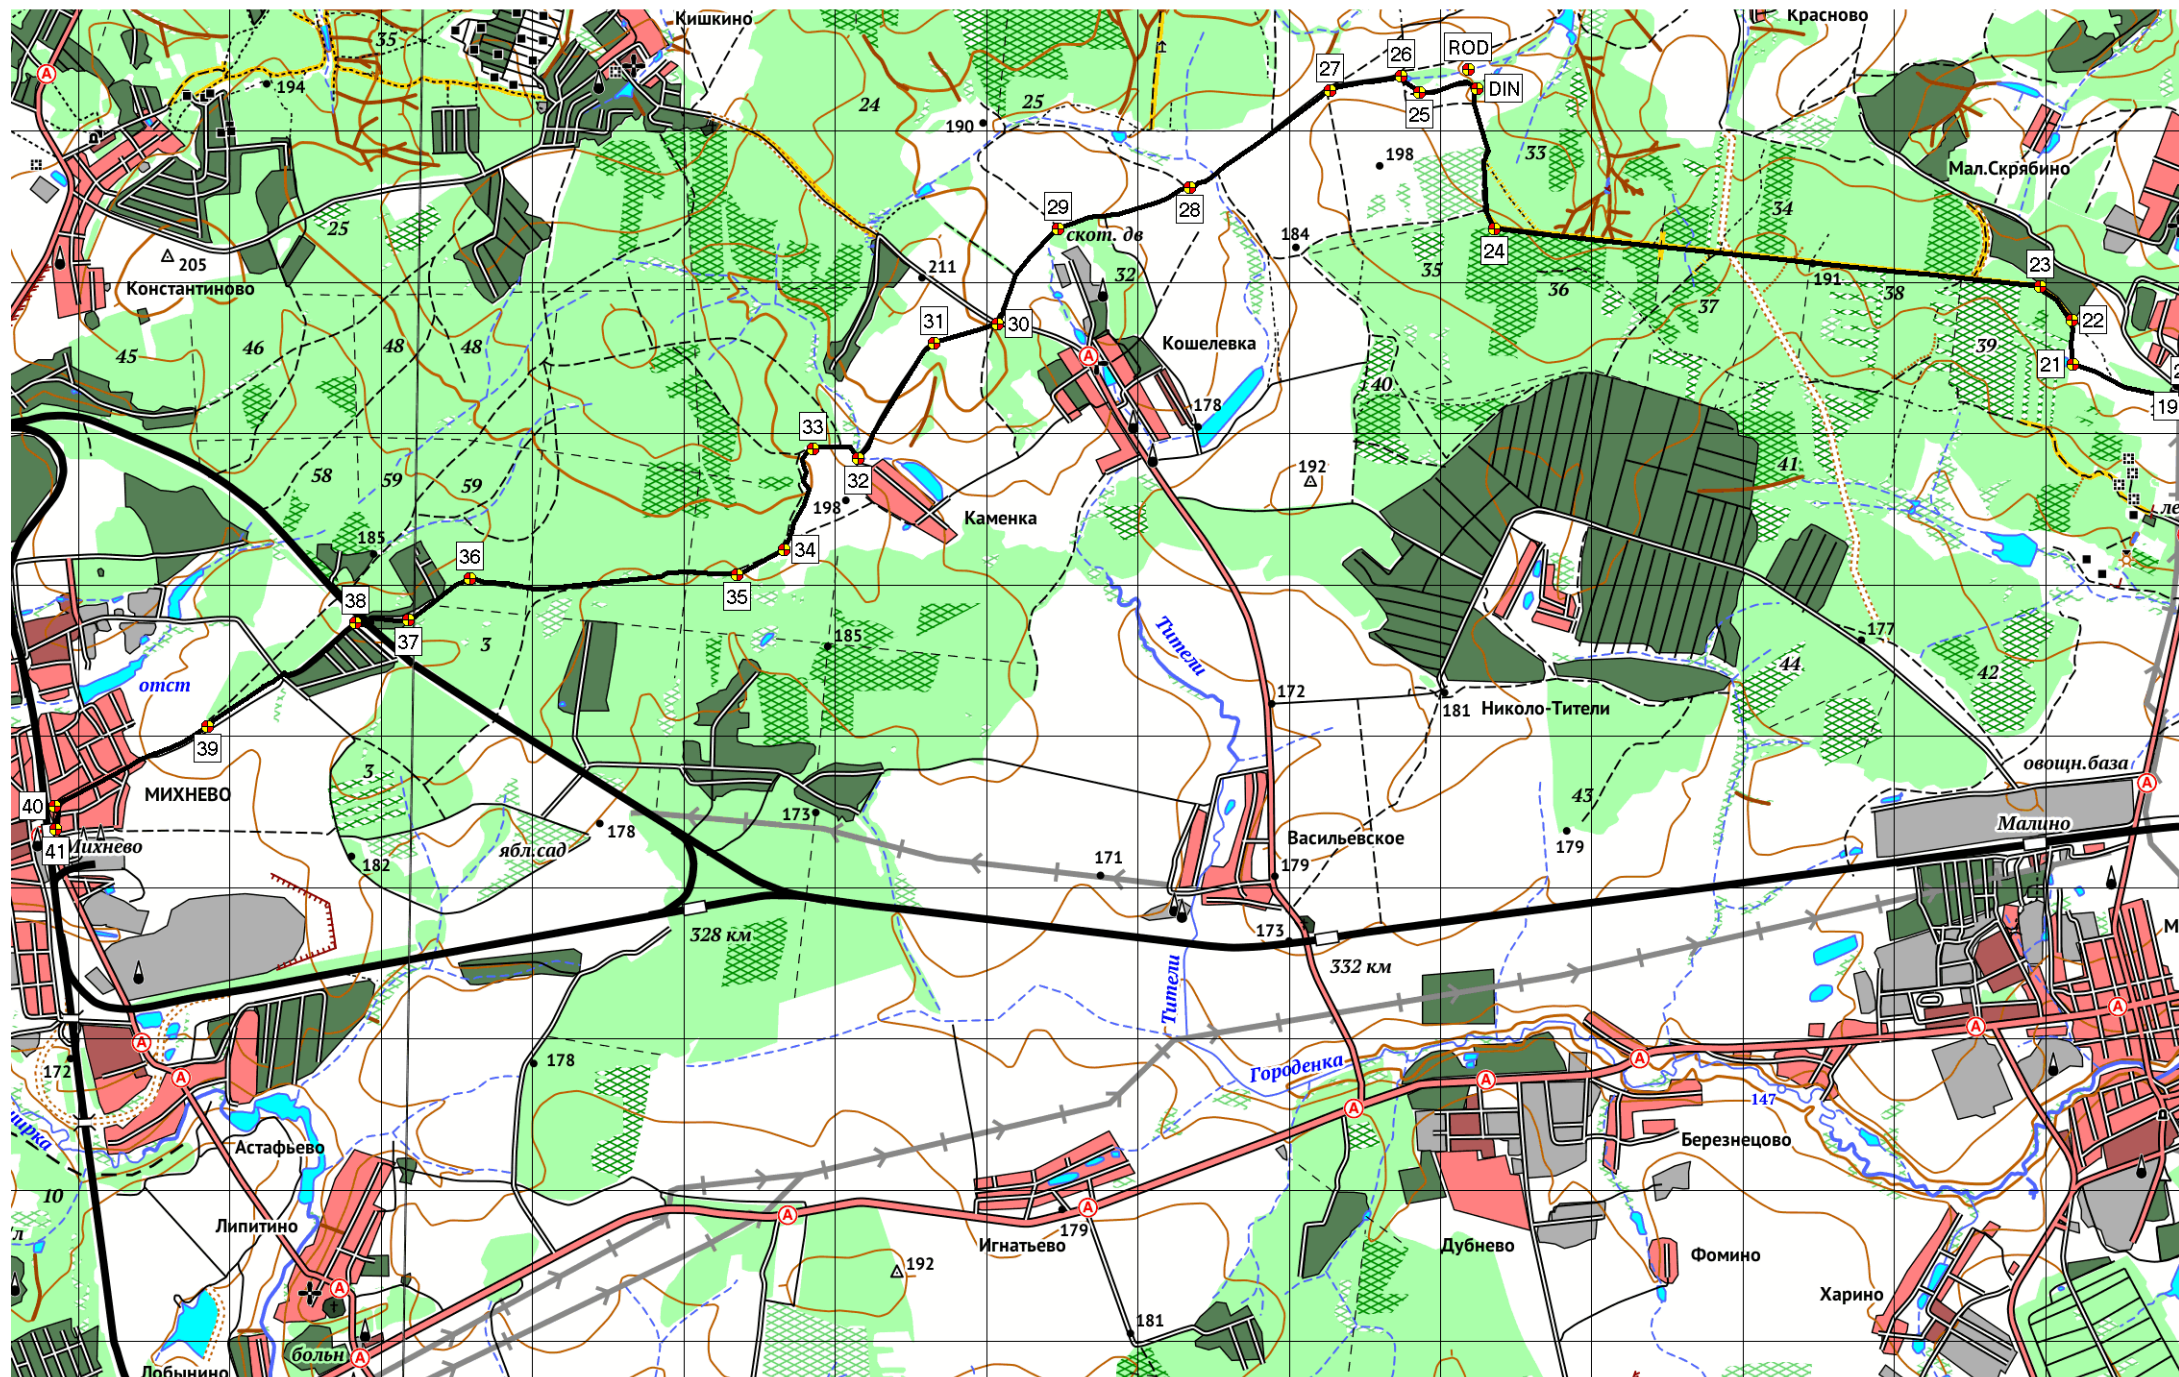 Кишкино
Красново
35
26
ROD
27
DIN
194
24
25
25
190
198
33
Мал.Скрябино
34
28
29
скот. дв
25
184
24
205
211
32
35
23
36
191
38
Константиново
37
31
30
22
Кошелевка
39
45
46
48
48
21
40
19
178
33
41
58
59
59
192
32
198
Каменка
185
36
34
177
38
35
Тители
37
3
185
44
42
отст
172
181
Николо-Тители
39
3
овощн.база
МИХНЕВО
43
40
173
178
Васильевское
Малино
41
Михнево
ябл.сад
171
179
179
182
328 км
173
332 км
Тители
178
172
Городенка
147
Астафьево
Березнецово
10
Липитино
179
Игнатьево
Дубнево
Фомино
192
Харино
181
больн
Лобынино